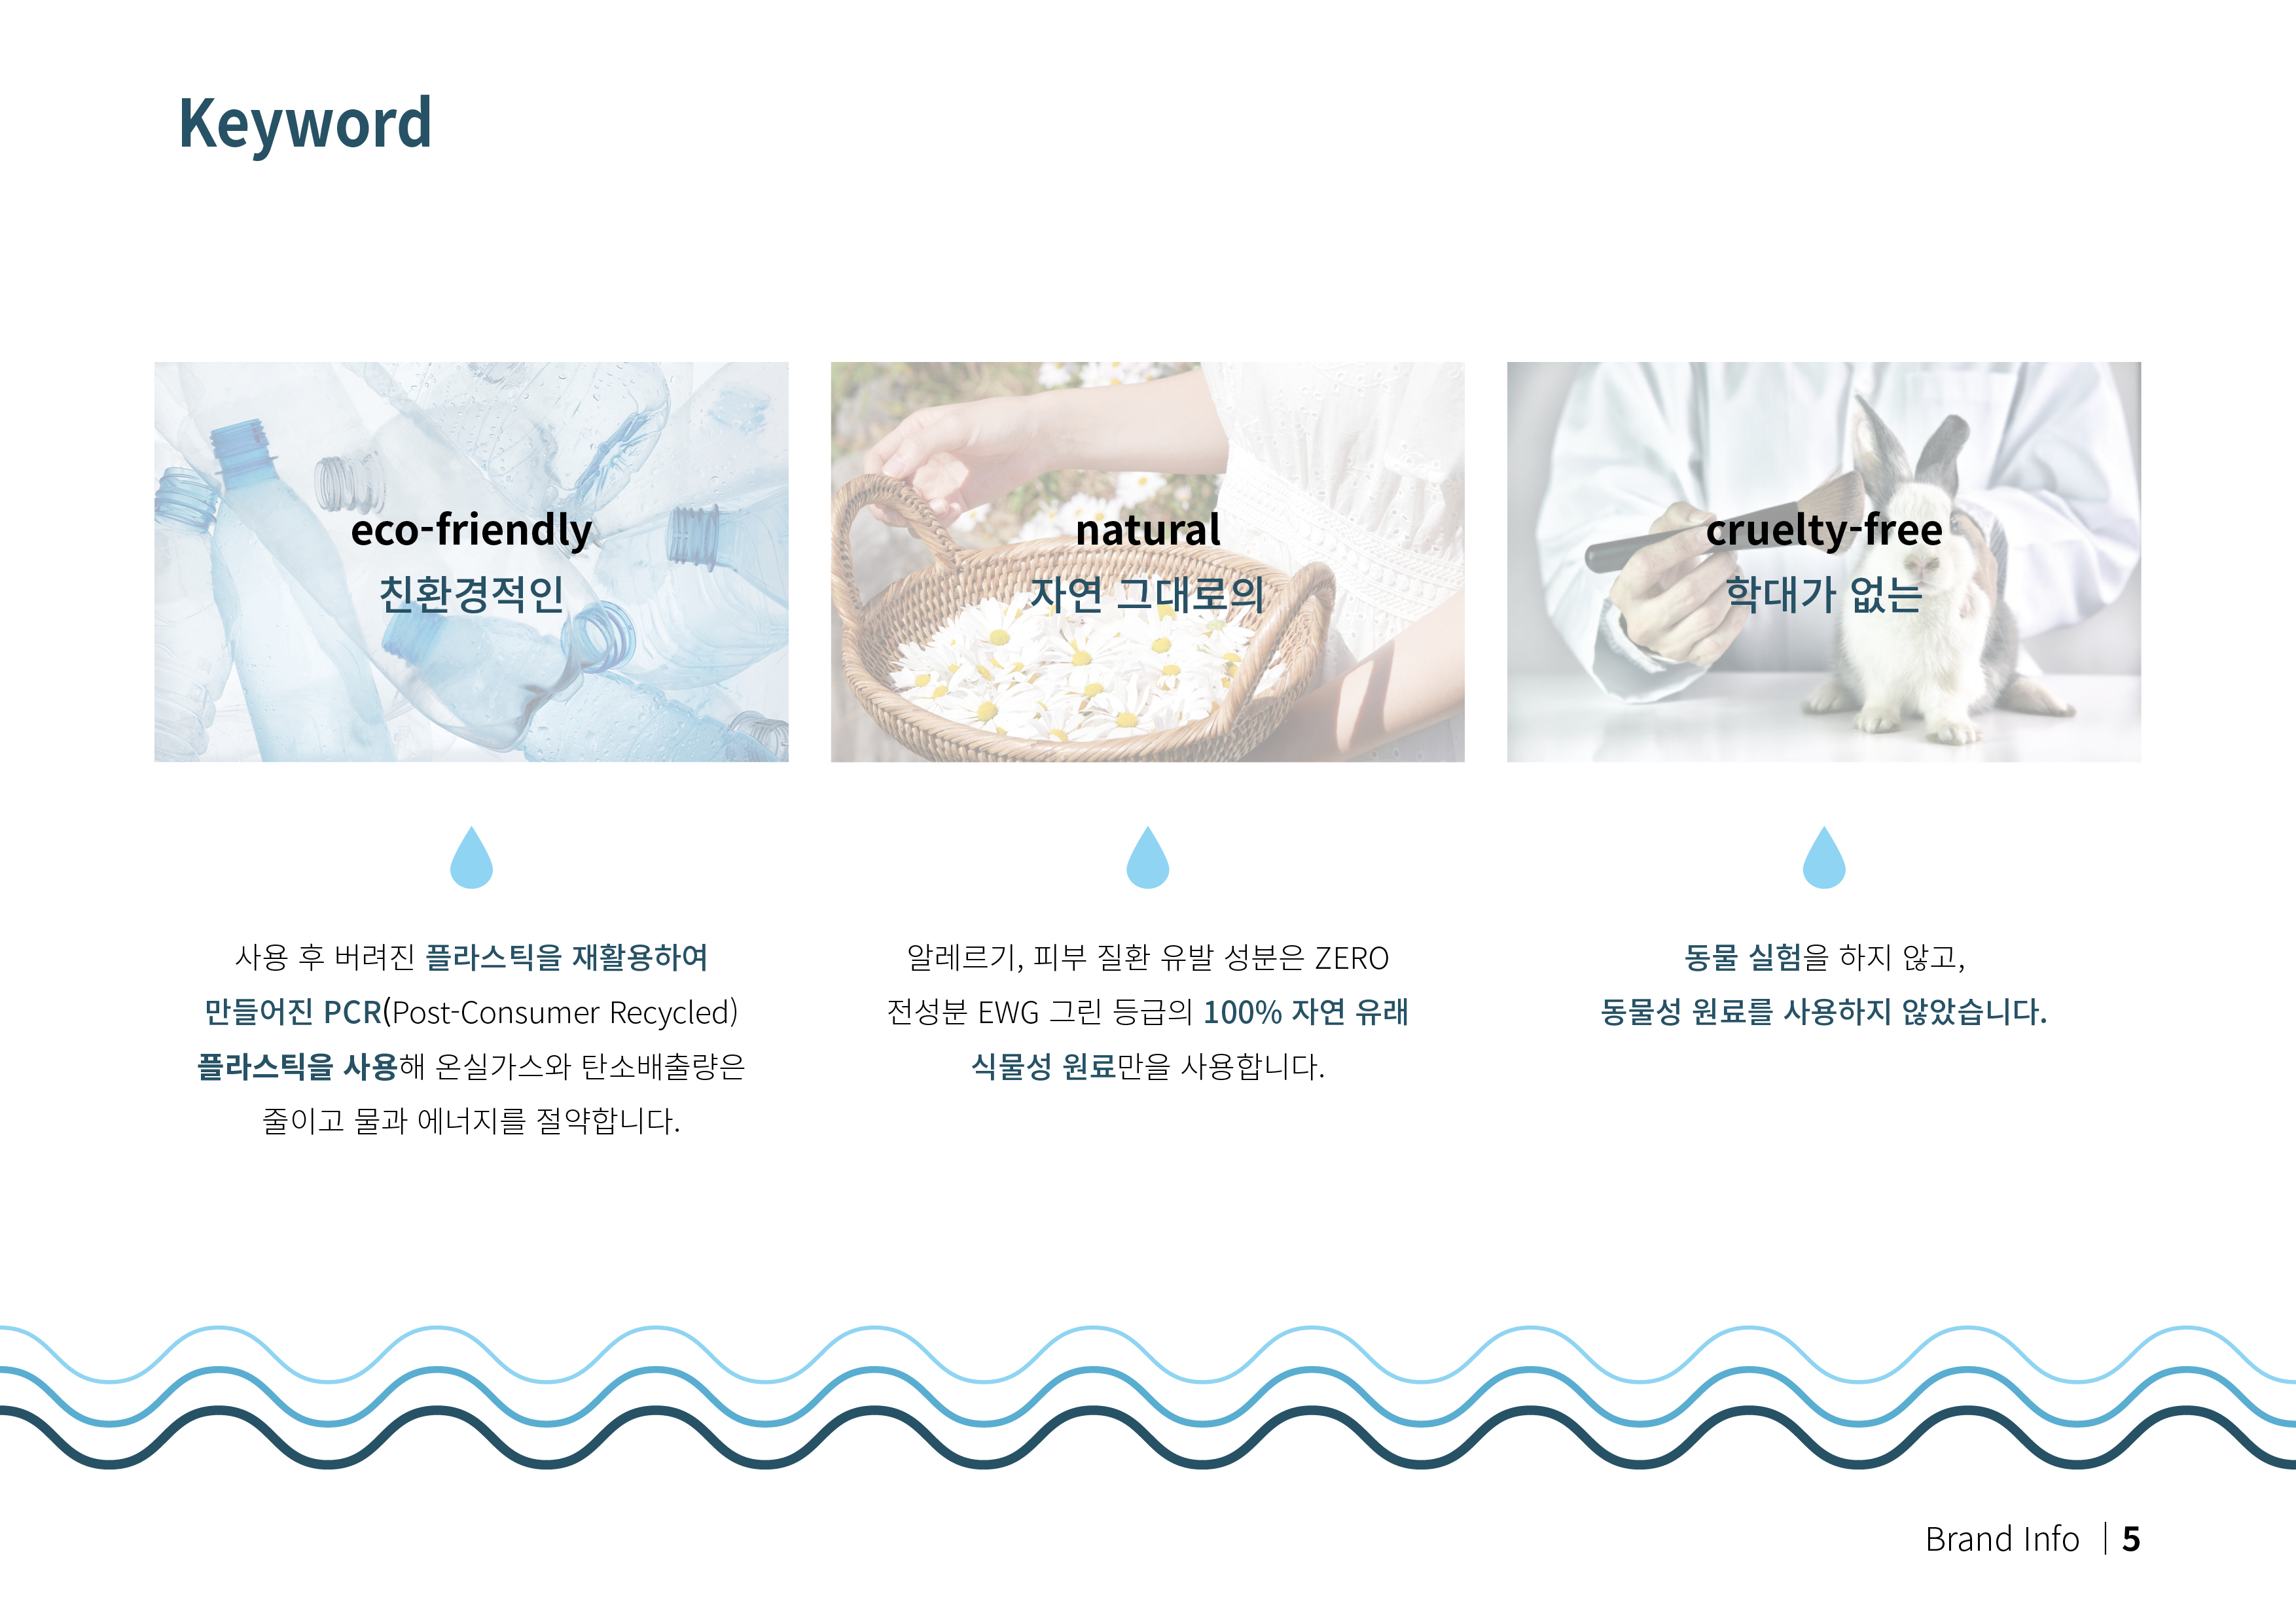 Keyword
eco-friendly
친환경적인
natural
자연 그대로의
cruelty-free
학대가 없는
사용 후 버려진 플라스틱을 재활용하여
만들어진 PCR(Post-Consumer Recycled)
플라스틱을 사용해 온실가스와 탄소배출량은
줄이고 물과 에너지를 절약합니다.
알레르기, 피부 질환 유발 성분은 ZERO
전성분 EWG 그린 등급의 100% 자연 유래
식물성 원료만을 사용합니다.
동물 실험을 하지 않고,
동물성 원료를 사용하지 않았습니다.
Brand Info | 5